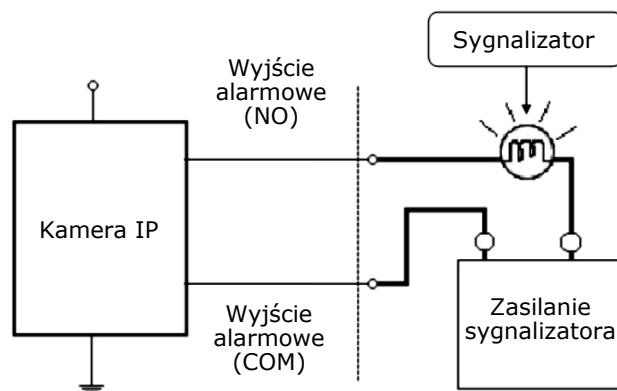 Sygnalizator
Wyjście
alarmowe
(NO)
Kamera IP
Wyjście
alarmowe
(COM)
Zasilanie
sygnalizatora